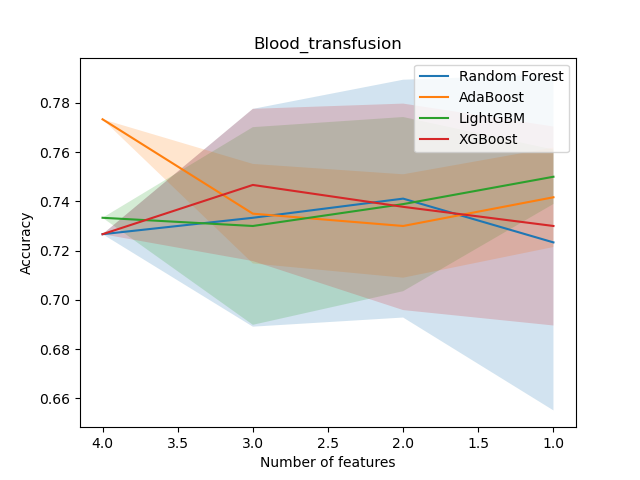 Blood_transfusion
Random Forest
AdaBoost
LightGBM
XGBoost
Accuracy
0.78
0.76
0.74
0.72
0.70
0.68
0.66
4.0 3.5 3.0 2.5 2.0 1.5 1.0
Number of features